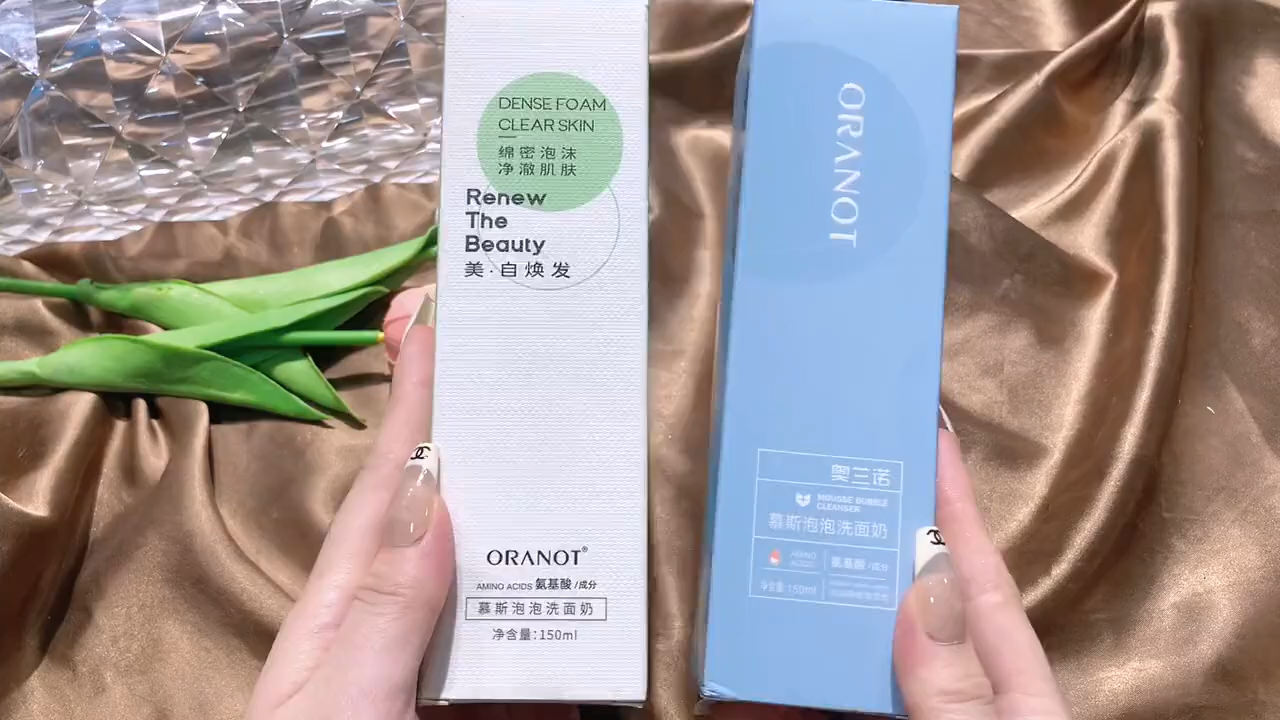 DENSE FOAM
CLEAR SKIN
绵密泡沫
净澈肌肤
Renew
The
Beauty
美·自焕发
ORANOT®
AMINO ACIDS 氨基酸/成分
慕斯泡泡洗面奶
净含量:150ml
ORANOT
奥兰诺
MOUSSE BUBBLE
CLEANSER
慕斯泡泡洗面奶
AMINO
ACIDS
氨基酸/成分
净含量:150ml